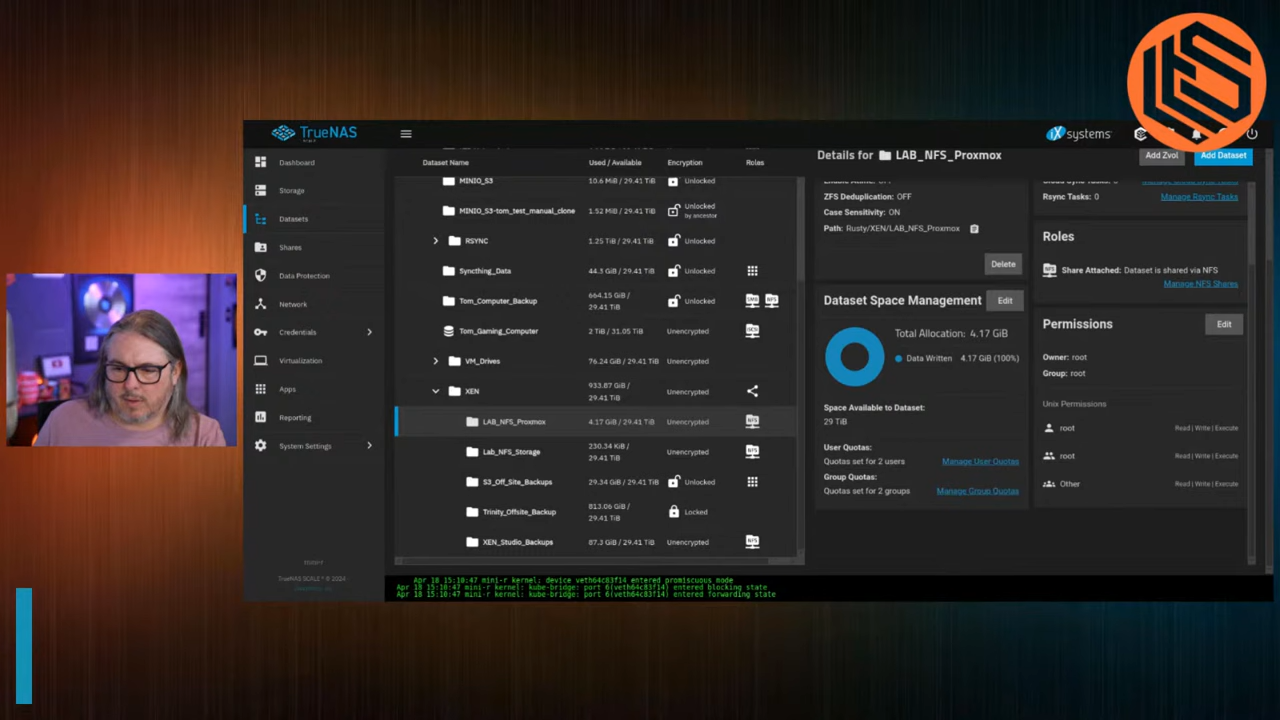 TrueNAS
iXsystems
Dashboard
Storage
Datasets
Shares
Data Protection
Network
Credentials
Virtualization
Apps
Reporting
System Settings
TrueNAS SCALE ® © 2024
Dataset Name Used / Available Encryption Roles
MINIO_S3 10.6 MiB / 29.41 TiB Unlocked
MINIO_S3-tom_test_manual_clone 1.52 MiB / 29.41 TiB Unlocked
by ancestor
RSYNC 1.25 TiB / 29.41 TiB Unlocked
Syncthing_Data 44.3 GiB / 29.41 TiB Unlocked
Tom_Computer_Backup 664.15 GiB /
29.41 TiB Unlocked
Tom_Gaming_Computer 2 TiB / 31.05 TiB Unencrypted
VM_Drives 76.24 GiB / 29.41 TiB Unencrypted
XEN 933.87 GiB /
29.41 TiB Unencrypted
LAB_NFS_Proxmox 4.17 GiB / 29.41 TiB Unencrypted
Lab_NFS_Storage 230.34 KiB /
29.41 TiB Unencrypted
S3_Off_Site_Backups 29.34 GiB / 29.41 TiB Unlocked
Trinity_Offsite_Backup 813.06 GiB /
29.41 TiB Locked
XEN_Studio_Backups 87.3 GiB / 29.41 TiB Unencrypted
Details for LAB_NFS_Proxmox
Add Zvol
Add Dataset
ZFS Deduplication: OFF
Case Sensitivity: ON
Path: Rusty/XEN/LAB_NFS_Proxmox
Delete
Dataset Space Management
Edit
Total Allocation: 4.17 GiB
Data Written 4.17 GiB (100%)
Space Available to Dataset:
29 TiB
User Quotas:
Quotas set for 2 users Manage User Quotas
Group Quotas:
Quotas set for 2 groups Manage Group Quotas
Rsync Tasks: 0 Manage Rsync Tasks
Roles
Share Attached: Dataset is shared via NFS
Manage NFS Shares
Permissions
Edit
Owner: root
Group: root
Unix Permissions
root Read | Write | Execute
root Read | Write | Execute
Other Read | Write | Execute
Apr 18 15:10:47 mini-r kernel: device veth64c83f14 entered promiscuous mode
Apr 18 15:10:47 mini-r kernel: kube-bridge: port 6(veth64c83f14) entered blocking state
Apr 18 15:10:47 mini-r kernel: kube-bridge: port 6(veth64c83f14) entered forwarding state